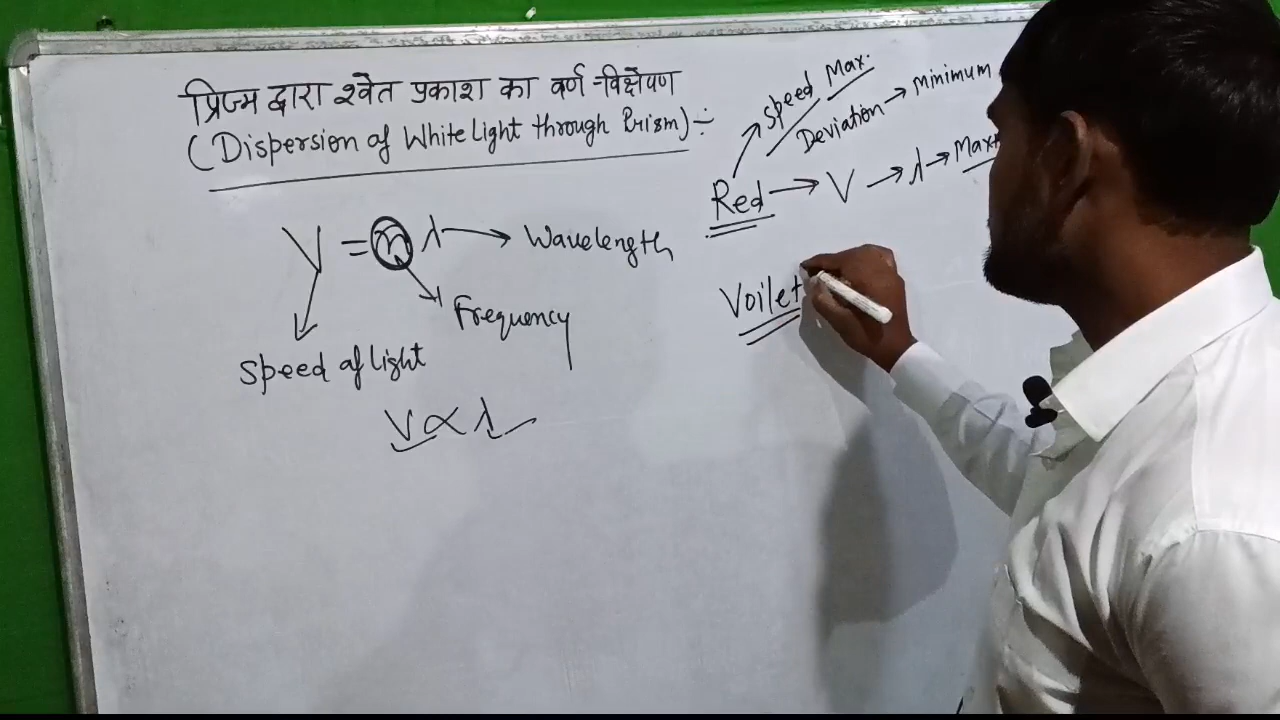 प्रिज्म द्वारा श्वेत प्रकाश का वर्ण-विक्षेपण
(Dispersion of White Light through Prism) ÷
V = n λ → Wavelength
Frequency
Speed of light
V ∝ λ
Speed Max.
Deviation → Minimum
Red → V → λ → Max
Voilet